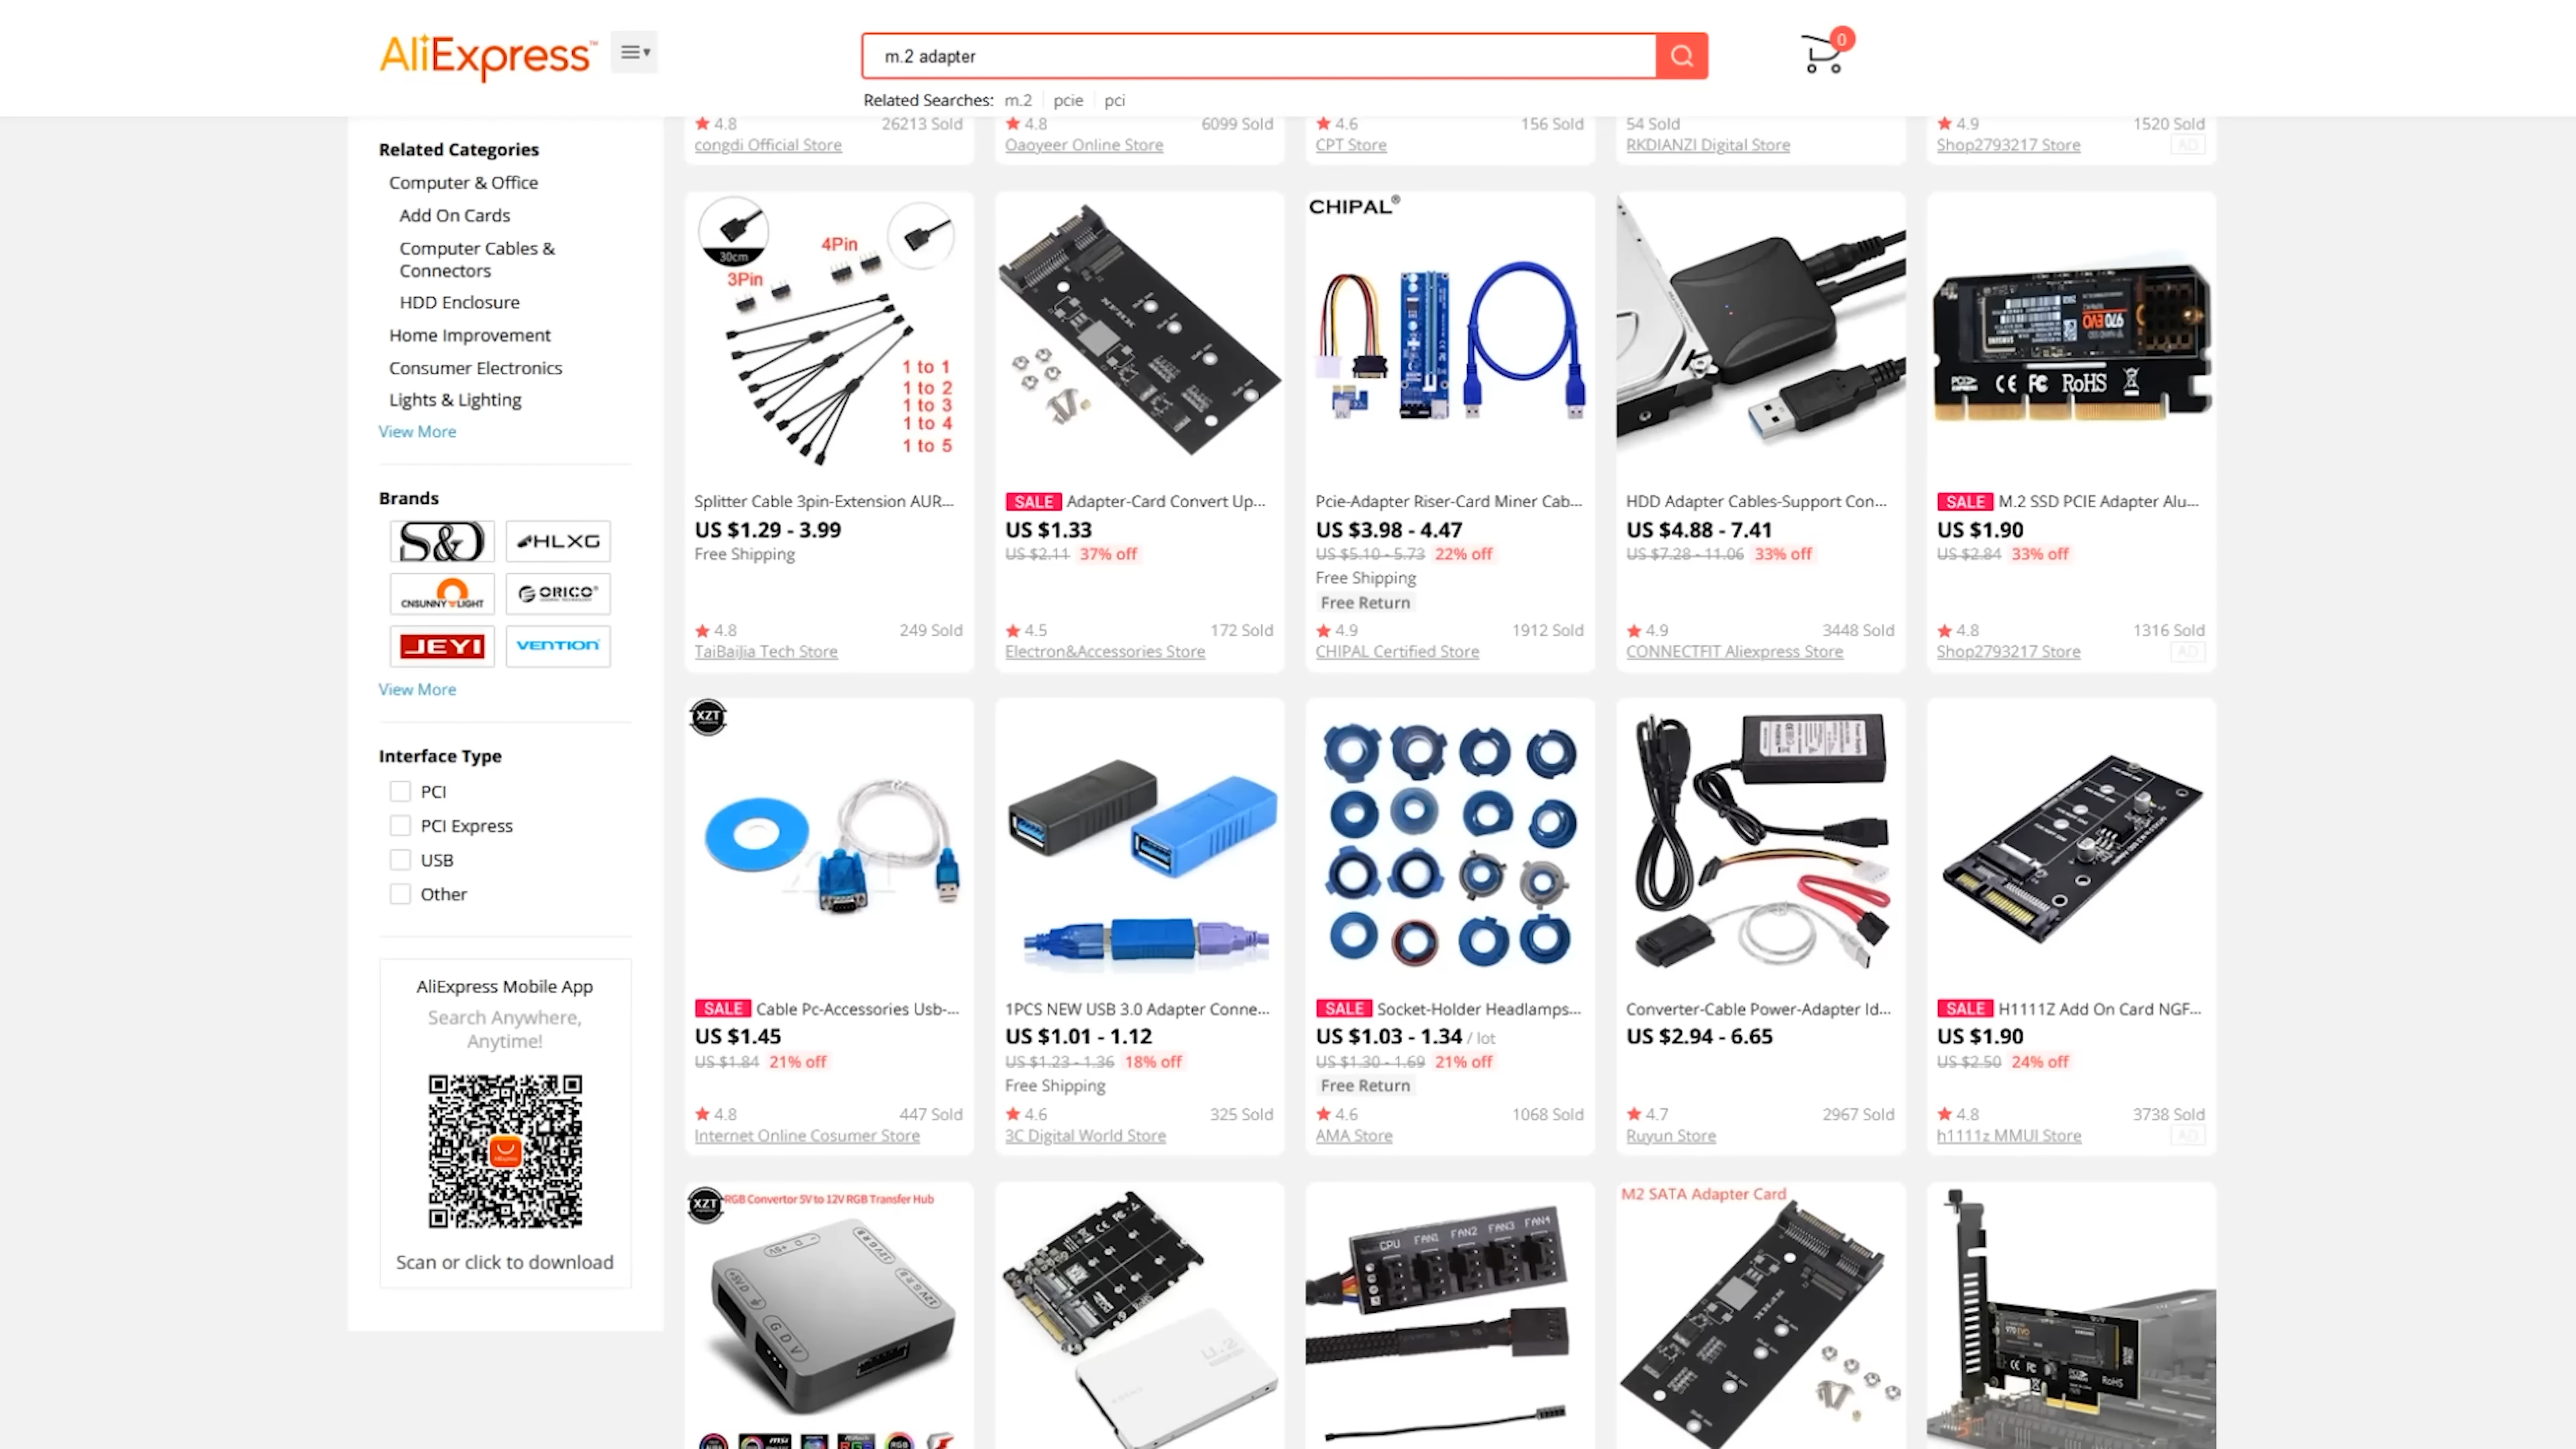 AliExpress™
m.2 adapter
0
Related Searches: m.2 pcie pci
Related Categories
Computer & Office
Add On Cards
Computer Cables &
Connectors
HDD Enclosure
Home Improvement
Consumer Electronics
Lights & Lighting
View More
Brands
S&D HLXG
CNSUNNY LIGHT ORICO
JEYI VENTION
View More
Interface Type
PCI
PCI Express
USB
Other
AliExpress Mobile App
Search Anywhere,
Anytime!
Scan or click to download
4.8 26213 Sold
congdi Official Store
4.8 6099 Sold
Oaoyeer Online Store
4.6 156 Sold
CPT Store
54 Sold
RKDIANZI Digital Store
4.9 1520 Sold
Shop2793217 Store AD
30cm
4Pin
3Pin
1 to 1
1 to 2
1 to 3
1 to 4
1 to 5
Splitter Cable 3pin-Extension AUR...
US $1.29 - 3.99
Free Shipping
4.8 249 Sold
TaiBaiJia Tech Store
SALE Adapter-Card Convert Up...
US $1.33
US $2.11 37% off
4.5 172 Sold
Electron&Accessories Store
CHIPAL®
Pcie-Adapter Riser-Card Miner Cab...
US $3.98 - 4.47
US $5.10 - 5.73 22% off
Free Shipping
Free Return
4.9 1912 Sold
CHIPAL Certified Store
HDD Adapter Cables-Support Con...
US $4.88 - 7.41
US $7.28 - 11.06 33% off
4.9 3448 Sold
CONNECTFIT Aliexpress Store
970 EVO
CE FC RoHS
SALE M.2 SSD PCIE Adapter Alu...
US $1.90
US $2.84 33% off
4.8 1316 Sold
Shop2793217 Store AD
XZT
SALE Cable Pc-Accessories Usb-...
US $1.45
US $1.84 21% off
4.8 447 Sold
Internet Online Cosumer Store
1PCS NEW USB 3.0 Adapter Conne...
US $1.01 - 1.12
US $1.23 - 1.36 18% off
Free Shipping
4.6 325 Sold
3C Digital World Store
SALE Socket-Holder Headlamps...
US $1.03 - 1.34 / lot
US $1.30 - 1.69 21% off
Free Return
4.6 1068 Sold
AMA Store
Converter-Cable Power-Adapter Id...
US $2.94 - 6.65
4.7 2967 Sold
Ruyun Store
SALE H1111Z Add On Card NGF...
US $1.90
US $2.50 24% off
4.8 3738 Sold
h1111z MMUI Store AD
XZT RGB Convertor 5V to 12V RGB Transfer Hub
U.2
CPU FAN1 FAN2 FAN3 FAN4
M2 SATA Adapter Card
970 EVO
CE FC RoHS